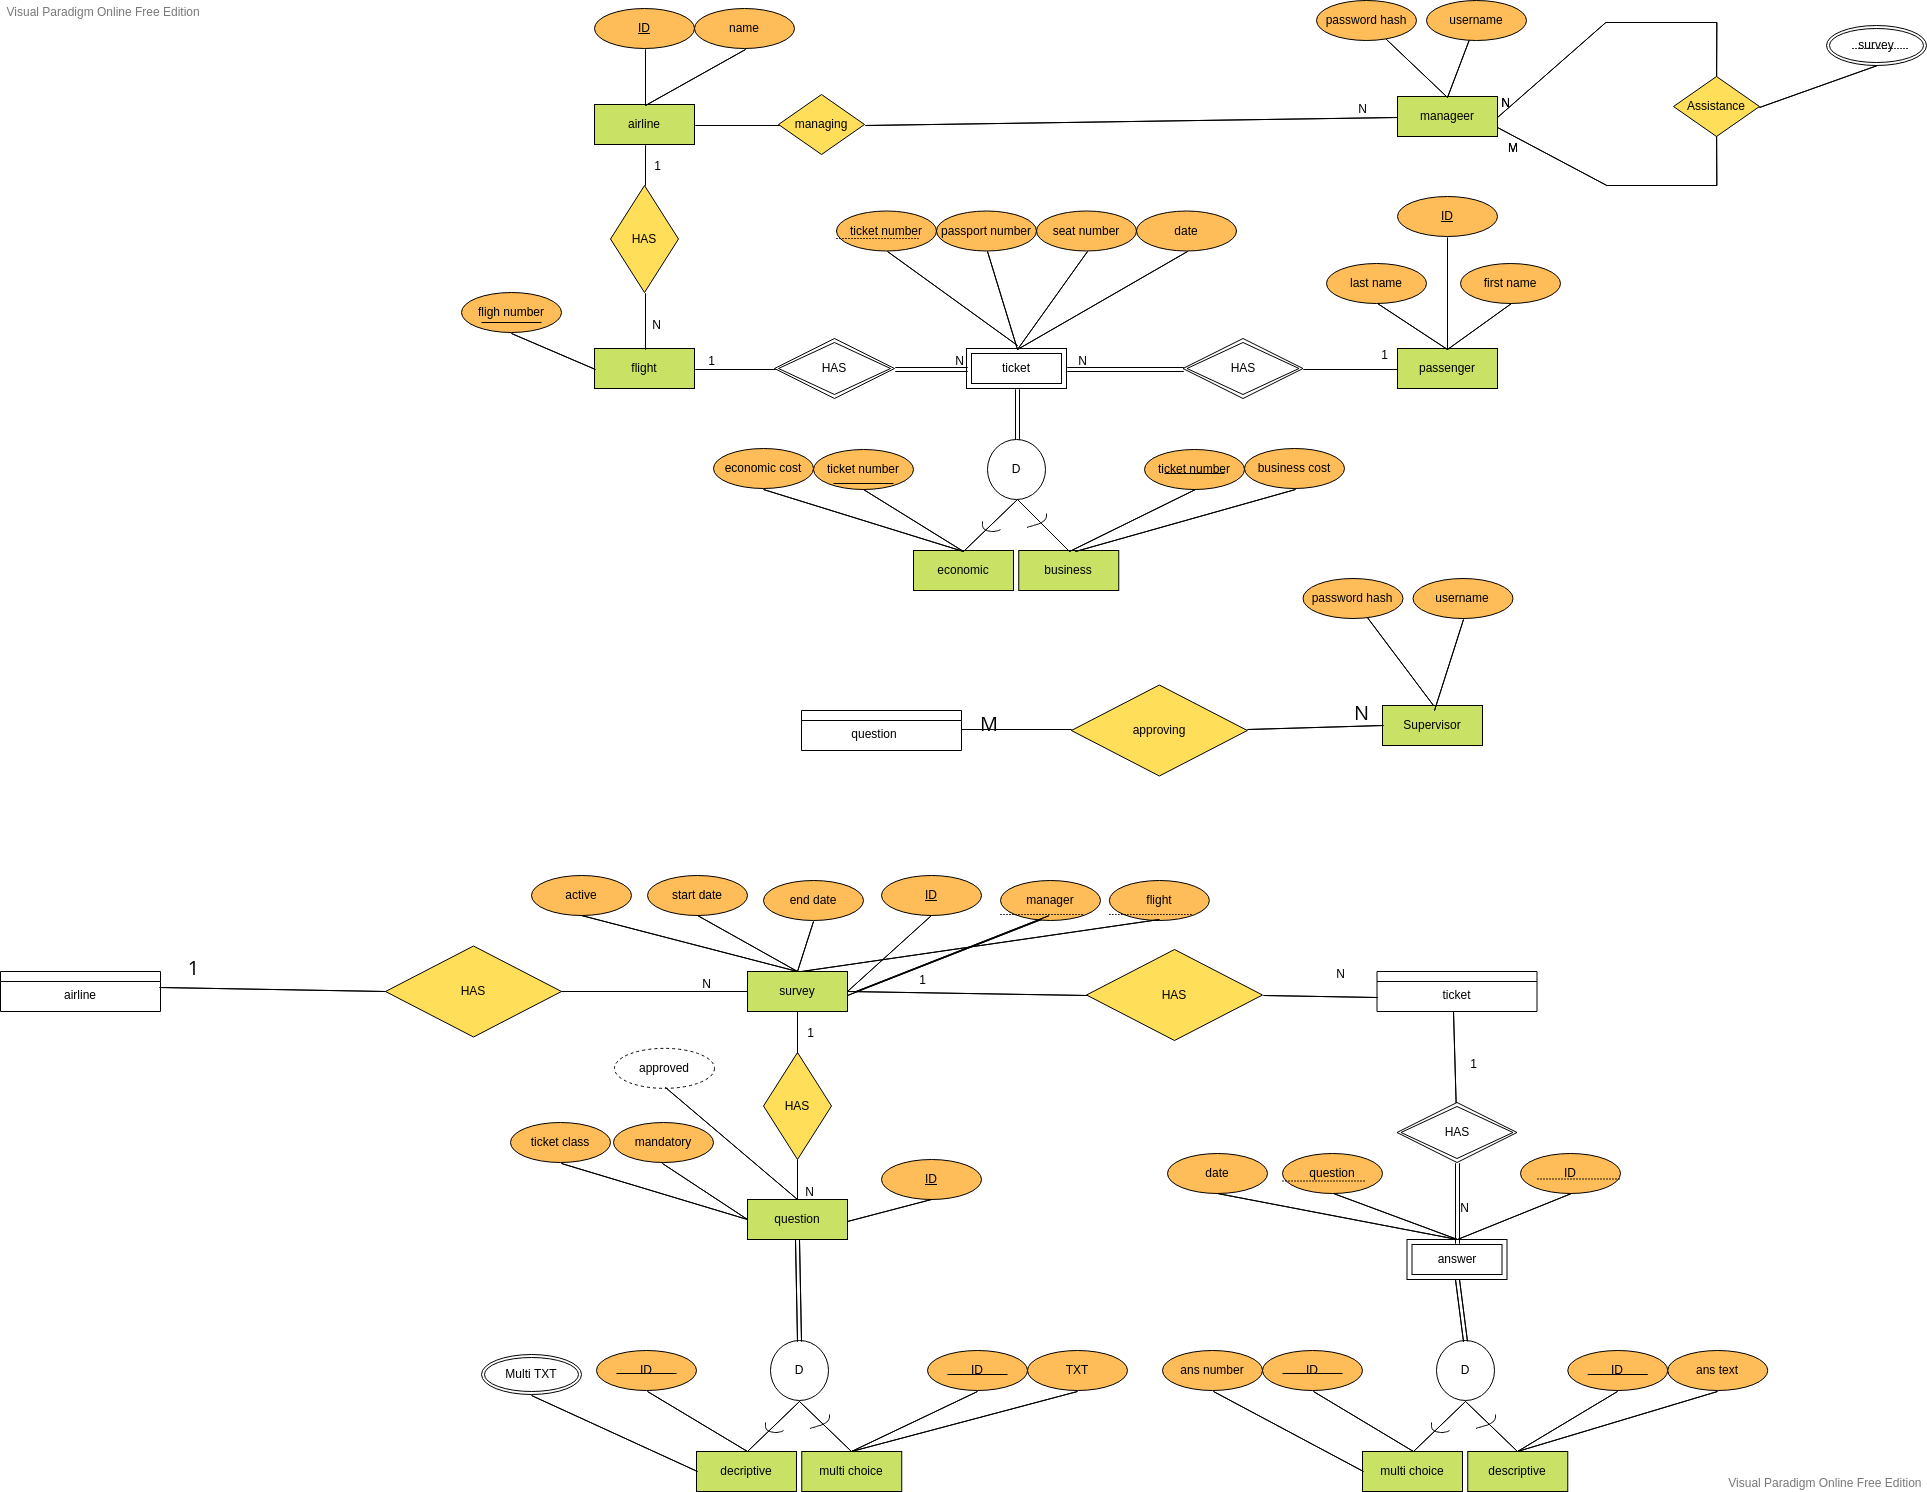 Visual Paradigm Online Free Edition
ID
name
password hash
username
survey
airline
managing
N
manageer
N
M
Assistance
1
HAS
N
fligh number
flight
1
HAS
N
ticket number
passport number
seat number
date
ticket
N
HAS
1
ID
last name
first name
passenger
economic cost
ticket number
D
ticket number
business cost
economic
business
password hash
username
question
M
approving
N
Supervisor
active
start date
end date
ID
manager
flight
airline
1
HAS
N
survey
1
HAS
N
ticket
1
approved
HAS
1
HAS
ticket class
mandatory
N
ID
question
date
question
ID
N
answer
Multi TXT
ID
D
ID
TXT
ans number
ID
D
ID
ans text
decriptive
multi choice
multi choice
descriptive
Visual Paradigm Online Free Edition